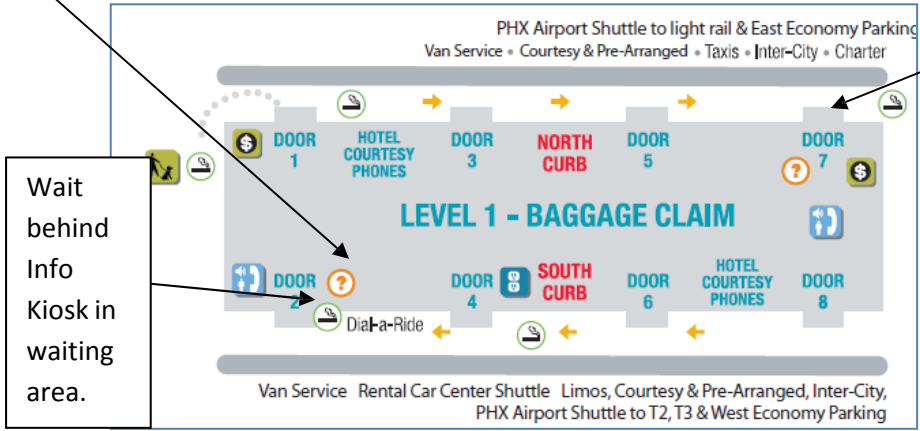 PHX Airport Shuttle to light rail & East Economy Parking
Van Service • Courtesy & Pre-Arranged • Taxis • Inter-City • Charter
$
DOOR
1
HOTEL
COURTESY
PHONES
DOOR
3
NORTH
CURB
DOOR
5
DOOR
7
?
$
Wait
behind
Info
Kiosk in
waiting
area.
LEVEL 1 - BAGGAGE CLAIM
DOOR
2
?
Dial-a-Ride
DOOR
4
SOUTH
CURB
DOOR
6
HOTEL
COURTESY
PHONES
DOOR
8
Van Service Rental Car Center Shuttle Limos, Courtesy & Pre-Arranged, Inter-City,
PHX Airport Shuttle to T2, T3 & West Economy Parking